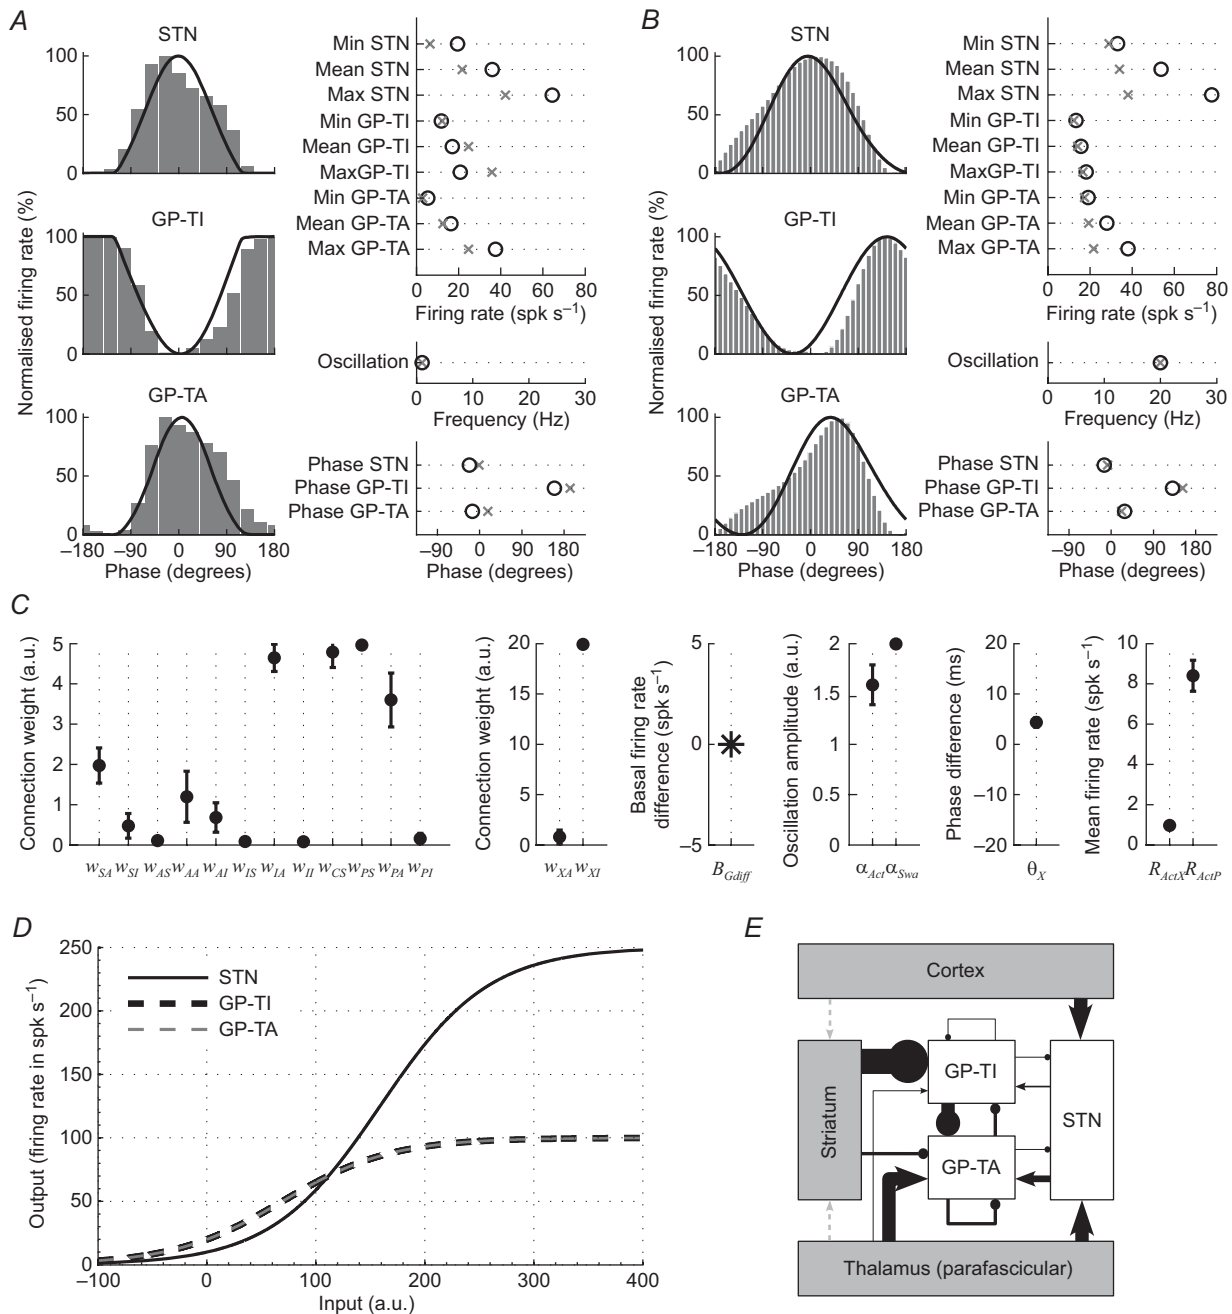 A
STN
100
50
0
GP-TI
100
50
0
GP-TA
100
50
0
Normalised firing rate (%)
–180 –90 0 90 180
Phase (degrees)
Min STN
Mean STN
Max STN
Min GP-TI
Mean GP-TI
MaxGP-TI
Min GP-TA
Mean GP-TA
Max GP-TA
0 20 40 60 80
Firing rate (spk s⁻¹)
Oscillation
0 10 20 30
Frequency (Hz)
Phase STN
Phase GP-TI
Phase GP-TA
–90 0 90 180
Phase (degrees)
B
STN
100
50
0
GP-TI
100
50
0
GP-TA
100
50
0
Normalised firing rate (%)
–180 –90 0 90 180
Phase (degrees)
Min STN
Mean STN
Max STN
Min GP-TI
Mean GP-TI
MaxGP-TI
Min GP-TA
Mean GP-TA
Max GP-TA
0 20 40 60 80
Firing rate (spk s⁻¹)
Oscillation
0 10 20 30
Frequency (Hz)
Phase STN
Phase GP-TI
Phase GP-TA
–90 0 90 180
Phase (degrees)
C
Connection weight (a.u.)
5
4
3
2
1
0
wSA wSI wAS wAA wAI wIS wIA wII wCS wPS wPA wPI
Connection weight (a.u.)
20
15
10
5
0
wXA wXI
Basal firing rate
difference (spk s⁻¹)
5
0
–5
BGdiff
Oscillation amplitude (a.u.)
2
1.5
1
0.5
0
αAct αSwa
Phase difference (ms)
20
10
0
–10
–20
θX
Mean firing rate (spk s⁻¹)
10
8
6
4
2
0
RActX RActP
D
Output (firing rate in spk s⁻¹)
250
200
150
100
50
0
STN
GP-TI
GP-TA
–100 0 100 200 300 400
Input (a.u.)
E
Cortex
Striatum
GP-TI
STN
GP-TA
Thalamus (parafascicular)